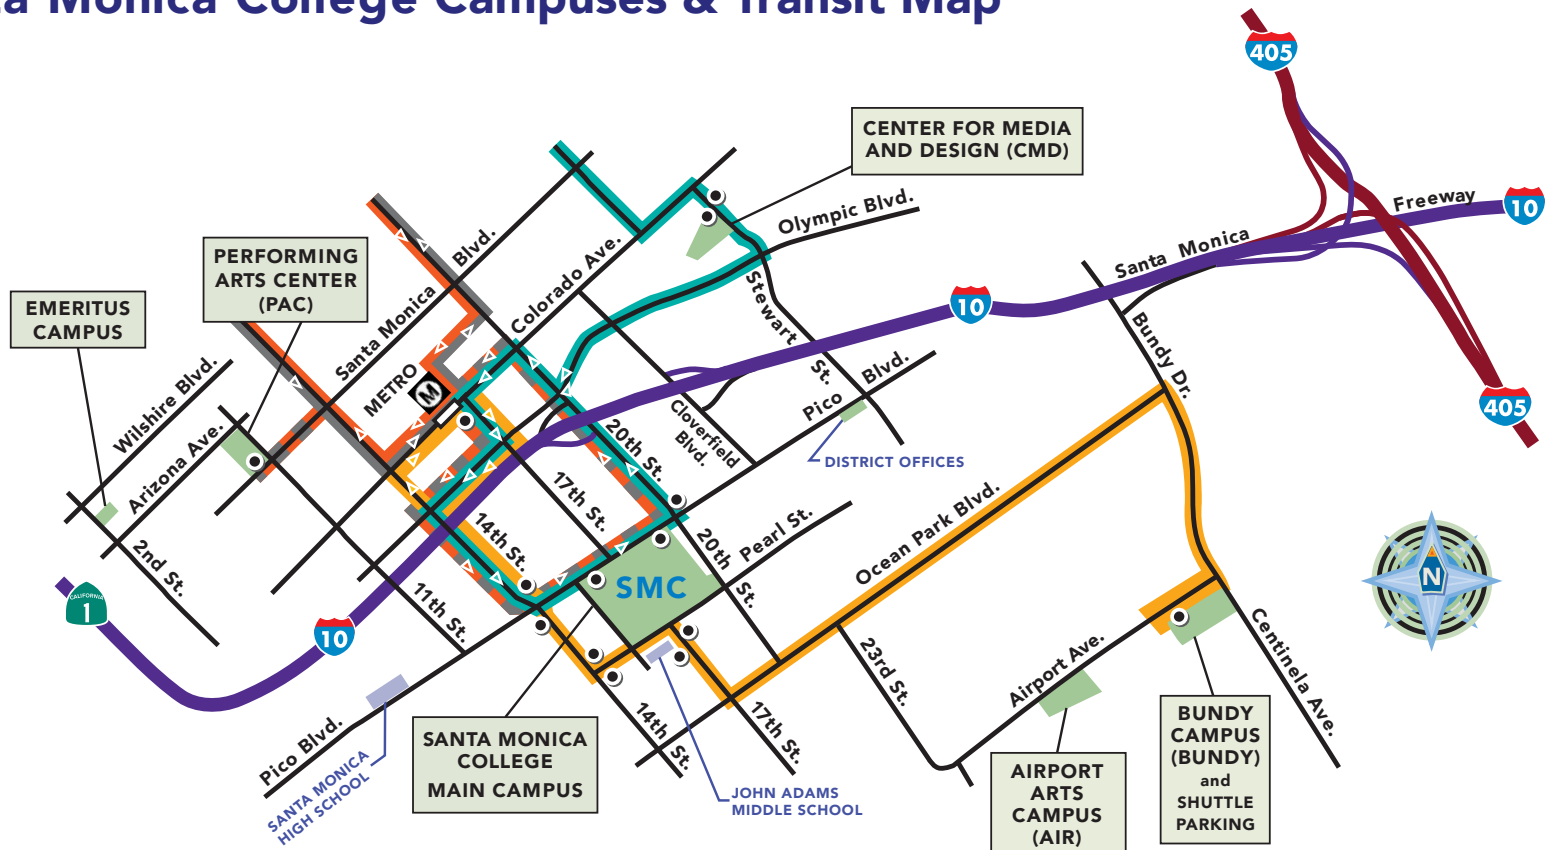 a Monica College Campuses & Transit Map
405
CENTER FOR MEDIA
AND DESIGN (CMD)
Freeway
10
Olympic Blvd.
Santa Monica
Blvd.
Colorado Ave.
PERFORMING
ARTS CENTER
(PAC)
EMERITUS
CAMPUS
Santa Monica
Stewart
St.
10
Bundy Dr.
METRO
M
Wilshire Blvd.
Arizona Ave.
Pico
Blvd.
Cloverfield
Blvd.
405
20th St.
DISTRICT OFFICES
17th St.
14th St.
20th
St.
Pearl St.
Ocean Park Blvd.
2nd St.
SMC
N
CALIFORNIA
1
10
11th St.
Centinela Ave.
23rd St.
Airport Ave.
Pico Blvd.
SANTA MONICA
HIGH SCHOOL
SANTA MONICA
COLLEGE
MAIN CAMPUS
14th St.
17th St.
JOHN ADAMS
MIDDLE SCHOOL
AIRPORT
ARTS
CAMPUS
(AIR)
BUNDY
CAMPUS
(BUNDY)
and
SHUTTLE
PARKING